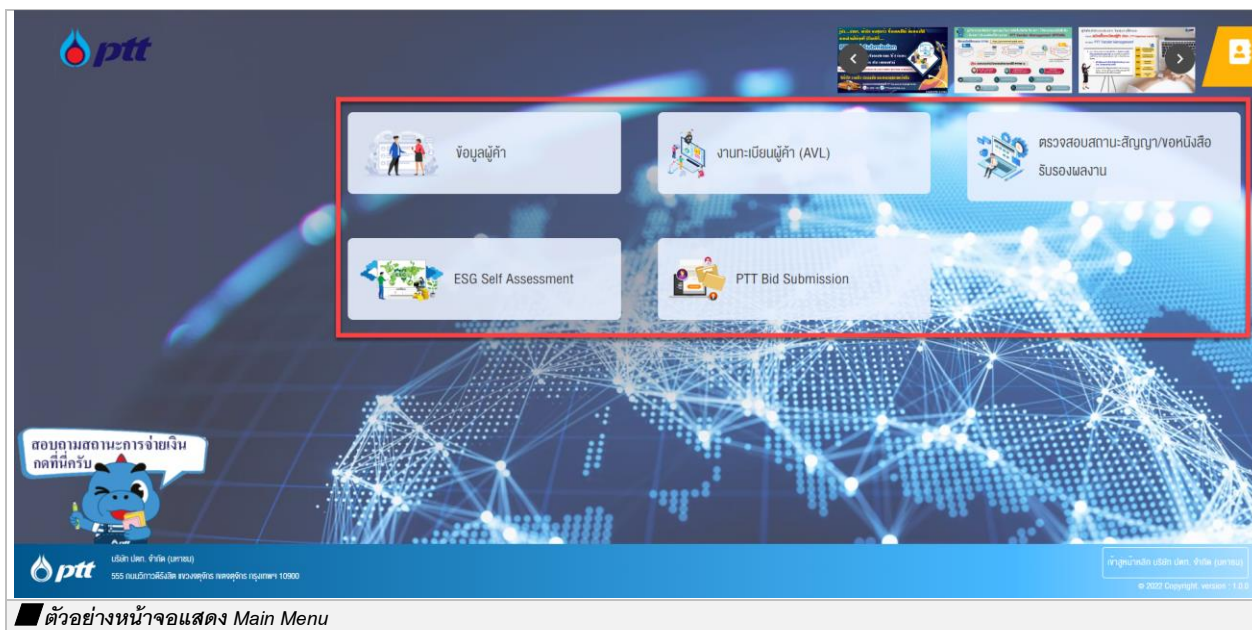 ptt
ข้อมูลผู้ค้า
งานทะเบียนผู้ค้า (AVL)
ตรวจสอบสถานะสัญญา/ขอหนังสือ
รับรองผลงาน
ESG Self Assessment
PTT Bid Submission
สอบถามสถานะการจ่ายเงิน
กดที่นี่ครับ
ptt
บริษัท ปตท. จำกัด (มหาชน)
555 ถนนวิภาวดีรังสิต แขวงจตุจักร เขตจตุจักร กรุงเทพฯ 10900
เข้าสู่หน้าหลัก บริษัท ปตท. จำกัด (มหาชน)
© 2022 Copyright. version : 1.0.0
ตัวอย่างหน้าจอแสดง Main Menu